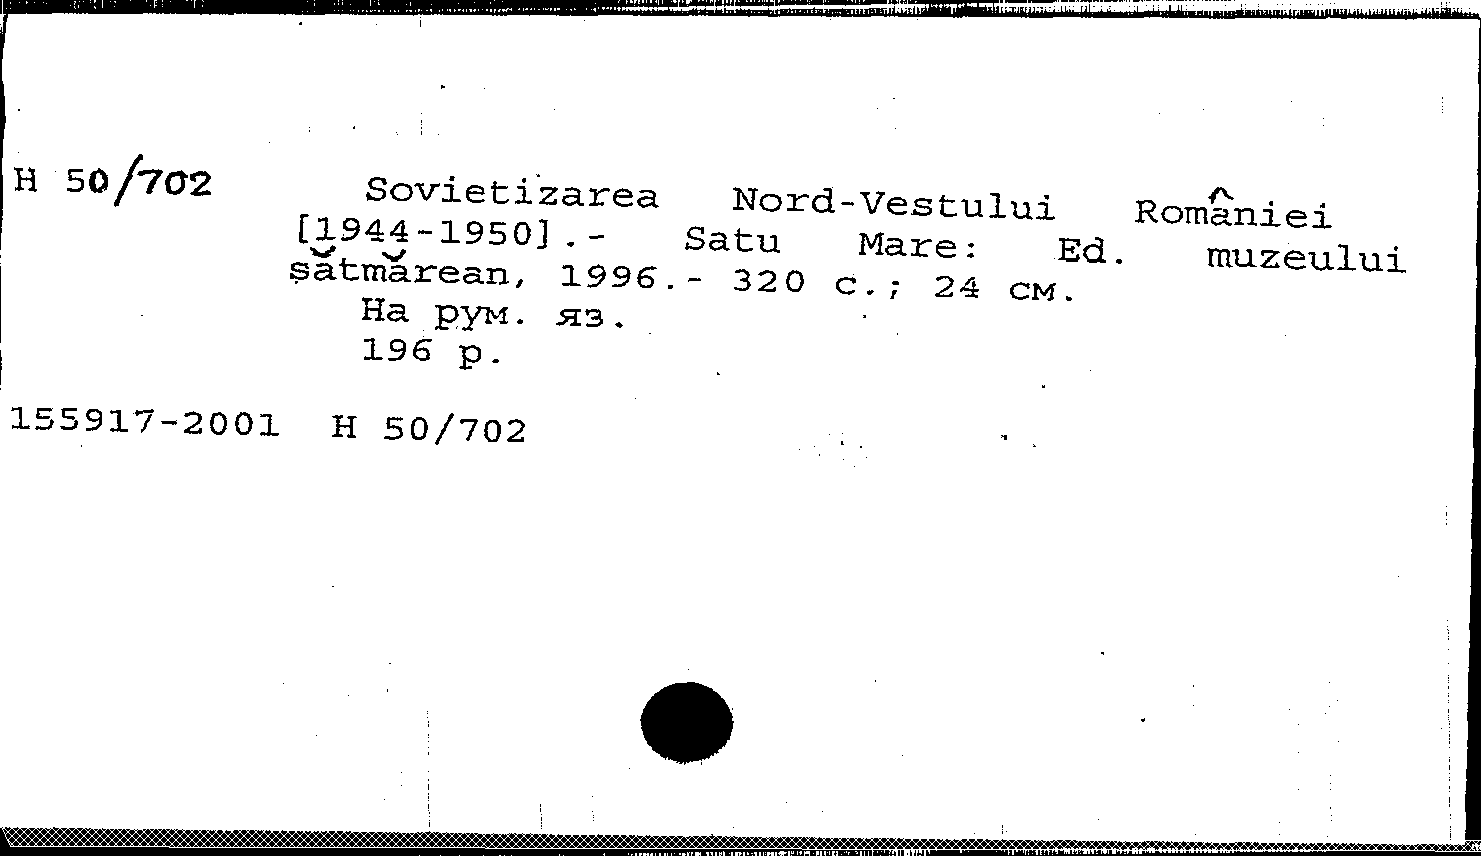 Н 50/702
Sovietizarea Nord-Vestului României
[1944-1950].- Satu Mare: Ed. muzeului
sătmărean, 1996.- 320 с.; 24 см.
На рум. яз.
196 р.
155917-2001 Н 50/702